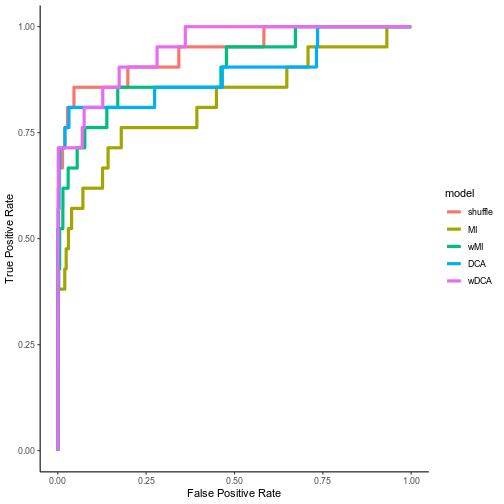 1.00
0.75
0.50
0.25
0.00
True Positive Rate
0.00
0.25
0.50
0.75
1.00
False Positive Rate
model
shuffle
MI
wMI
DCA
wDCA